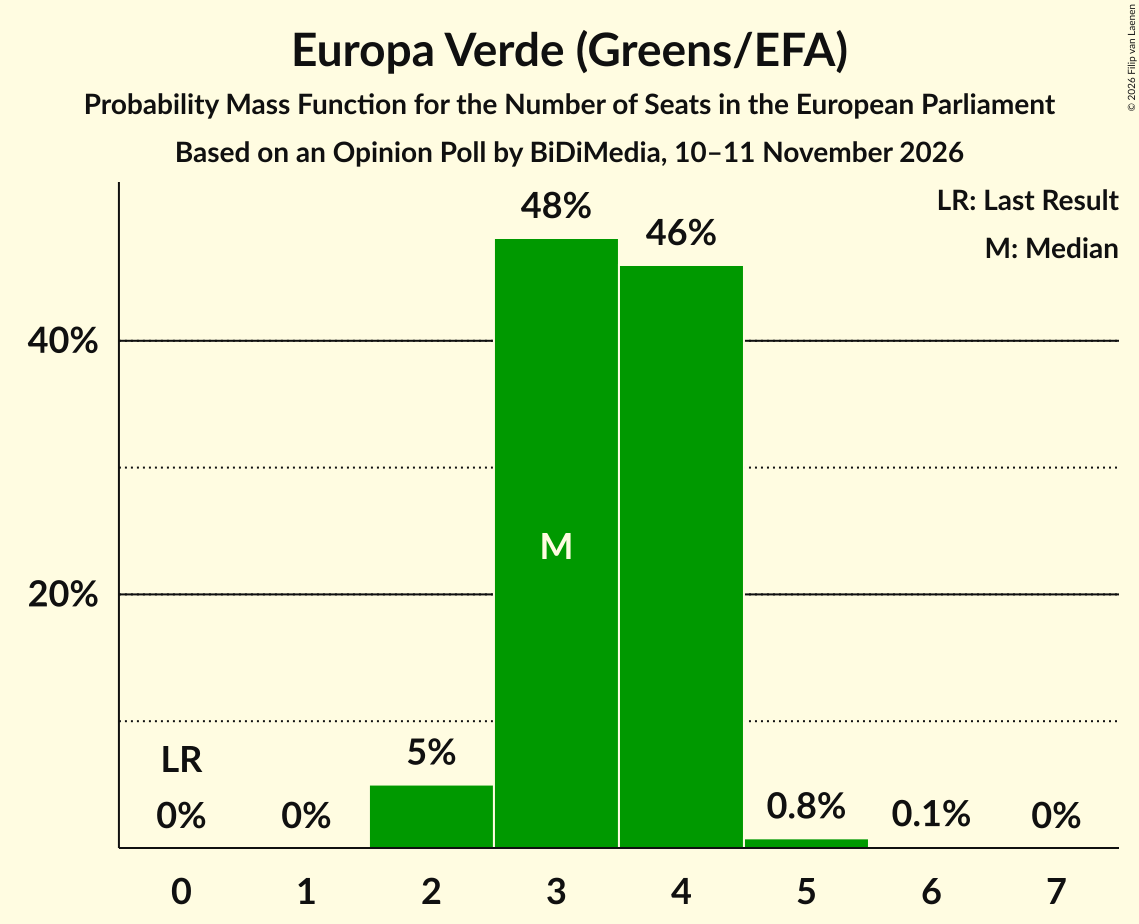 Europa Verde (Greens/EFA)
Probability Mass Function for the Number of Seats in the European Parliament
Based on an Opinion Poll by BiDiMedia, 10–11 November 2026
© 2026 Filip van Laenen
LR: Last Result
M: Median
48%
46%
40%
M
20%
LR
5%
0%
0%
0.8%
0.1%
0%
0
1
2
3
4
5
6
7